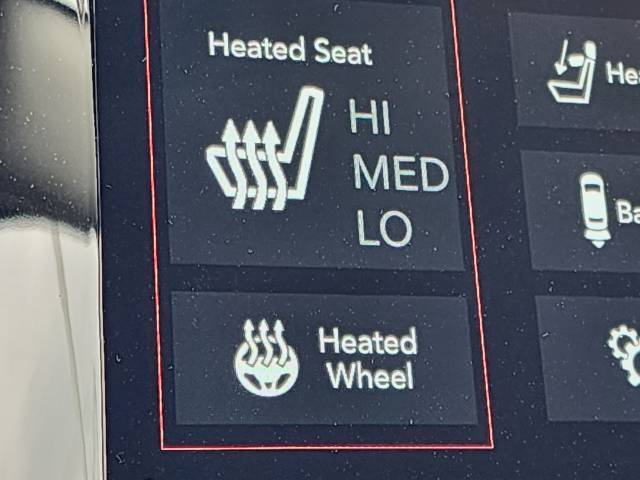 Heated Seat
HI
MED
LO
Heated
Wheel